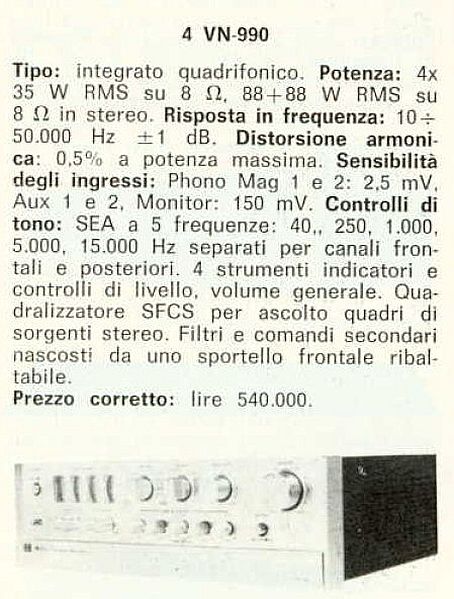 4 VN-990
Tipo: integrato quadrifonico. Potenza: 4x
35 W RMS su 8 Ω, 88+88 W RMS su
8 Ω in stereo. Risposta in frequenza: 10÷
50.000 Hz ±1 dB. Distorsione armoni-
ca: 0,5% a potenza massima. Sensibilità
degli ingressi: Phono Mag 1 e 2: 2,5 mV,
Aux 1 e 2, Monitor: 150 mV. Controlli di
tono: SEA a 5 frequenze: 40,, 250, 1.000,
5.000, 15.000 Hz separati per canali fron-
tali e posteriori. 4 strumenti indicatori e
controlli di livello, volume generale. Qua-
dralizzatore SFCS per ascolto quadri di
sorgenti stereo. Filtri e comandi secondari
nascosti da uno sportello frontale ribal-
tabile.
Prezzo corretto: lire 540.000.